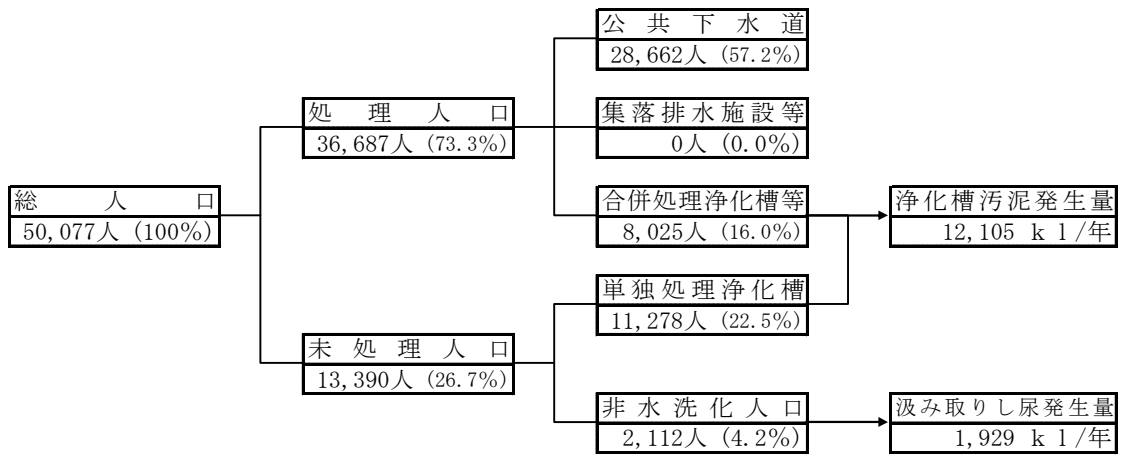 公共下水道
28,662人 (57.2%)
処理人口
36,687人 (73.3%)
集落排水施設等
0人 (0.0%)
総人口
50,077人 (100%)
合併処理浄化槽等
8,025人 (16.0%)
浄化槽汚泥発生量
12,105 kl/年
単独処理浄化槽
11,278人 (22.5%)
未処理人口
13,390人 (26.7%)
非水洗化人口
2,112人 (4.2%)
汲み取りし尿発生量
1,929 kl/年